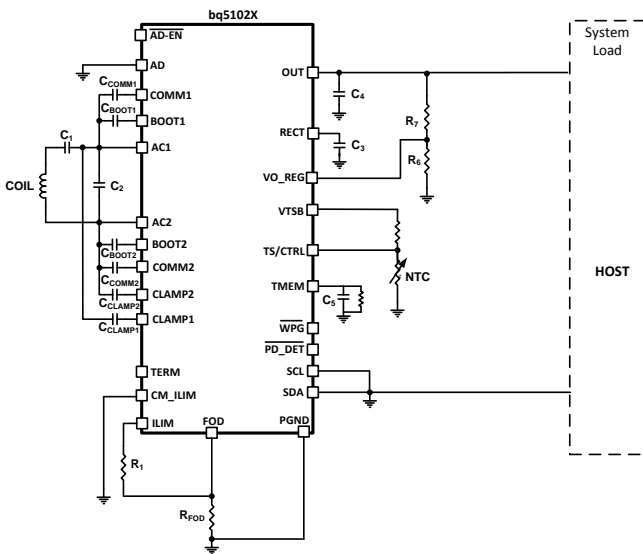 bq5102X
System
Load
AD-EN
AD
COMM1
BOOT1
AC1
AC2
BOOT2
COMM2
CLAMP2
CLAMP1
TERM
CM_ILIM
ILIM
FOD
PGND
OUT
RECT
VO_REG
VTSB
TS/CTRL
TMEM
WPG
PD_DET
SCL
SDA
CCOMM1
CBOOT1
C1
C2
COIL
CBOOT2
CCOMM2
CCLAMP2
CCLAMP1
R1
RFOD
C4
C3
R7
R6
NTC
C5
HOST